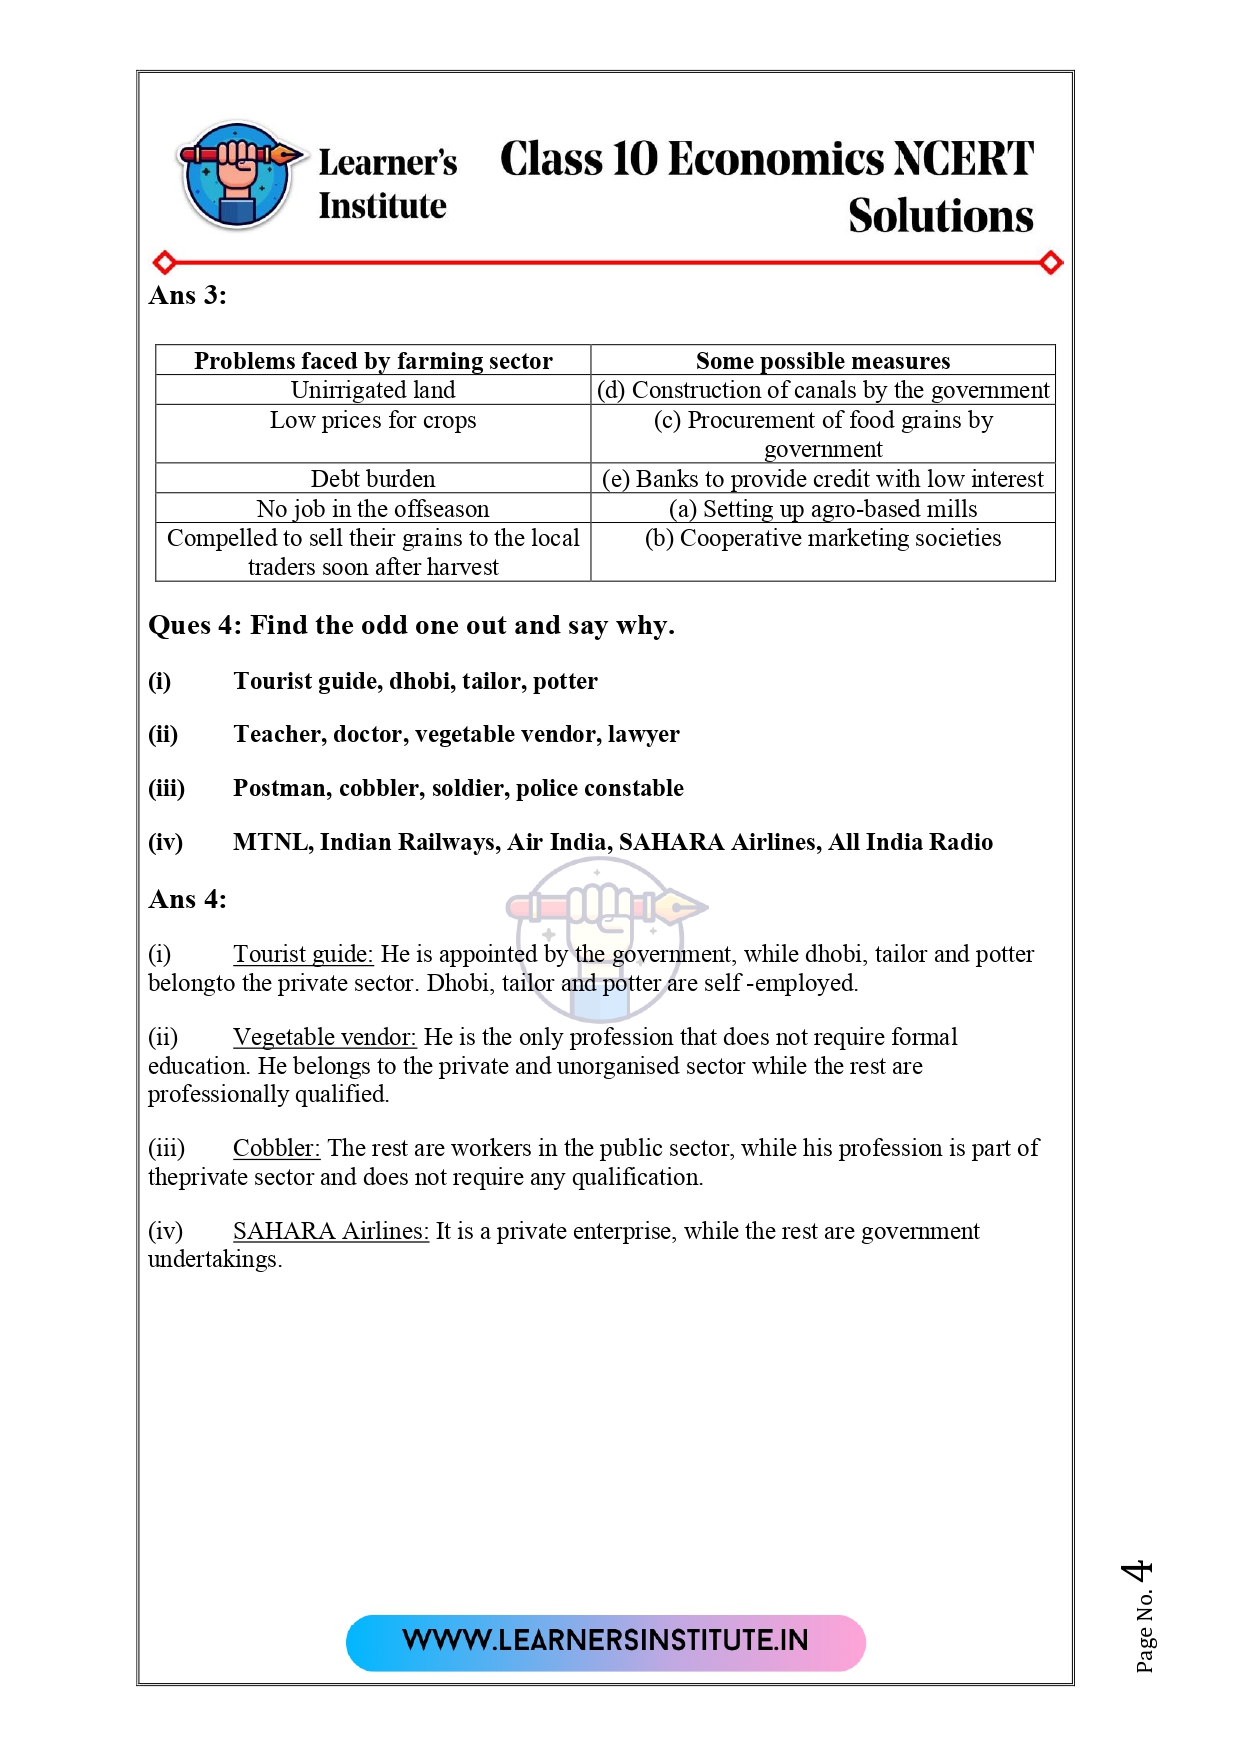 Learner's
Institute
Class 10 Economics NCERT
Solutions
Ans 3:
Problems faced by farming sector
Some possible measures
Unirrigated land
(d) Construction of canals by the government
Low prices for crops
(c) Procurement of food grains by
government
Debt burden
(e) Banks to provide credit with low interest
No job in the offseason
(a) Setting up agro-based mills
Compelled to sell their grains to the local
traders soon after harvest
(b) Cooperative marketing societies
Ques 4: Find the odd one out and say why.
(i) Tourist guide, dhobi, tailor, potter
(ii) Teacher, doctor, vegetable vendor, lawyer
(iii) Postman, cobbler, soldier, police constable
(iv) MTNL, Indian Railways, Air India, SAHARA Airlines, All India Radio
Ans 4:
(i) Tourist guide: He is appointed by the government, while dhobi, tailor and potter
belongto the private sector. Dhobi, tailor and potter are self -employed.
(ii) Vegetable vendor: He is the only profession that does not require formal
education. He belongs to the private and unorganised sector while the rest are
professionally qualified.
(iii) Cobbler: The rest are workers in the public sector, while his profession is part of
theprivate sector and does not require any qualification.
(iv) SAHARA Airlines: It is a private enterprise, while the rest are government
undertakings.
WWW.LEARNERSINSTITUTE.IN
Page No. 4